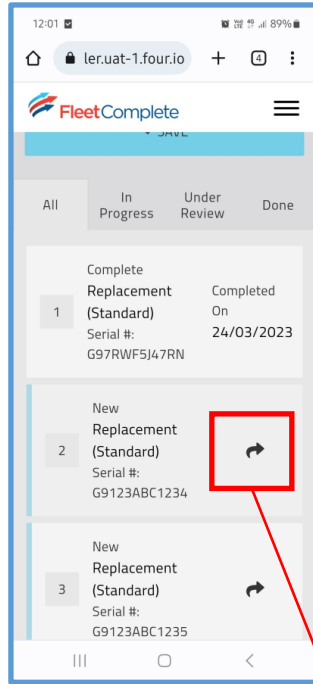 12:01 89%
ler.uat-1.four.io 4
FleetComplete
SAVE
All In Progress Under Review Done
1 Complete
Replacement (Standard)
Serial #:
G97RWF5J47RN
Completed On
24/03/2023
2 New
Replacement (Standard)
Serial #:
G9123ABC1234
3 New
Replacement (Standard)
Serial #:
G9123ABC1235